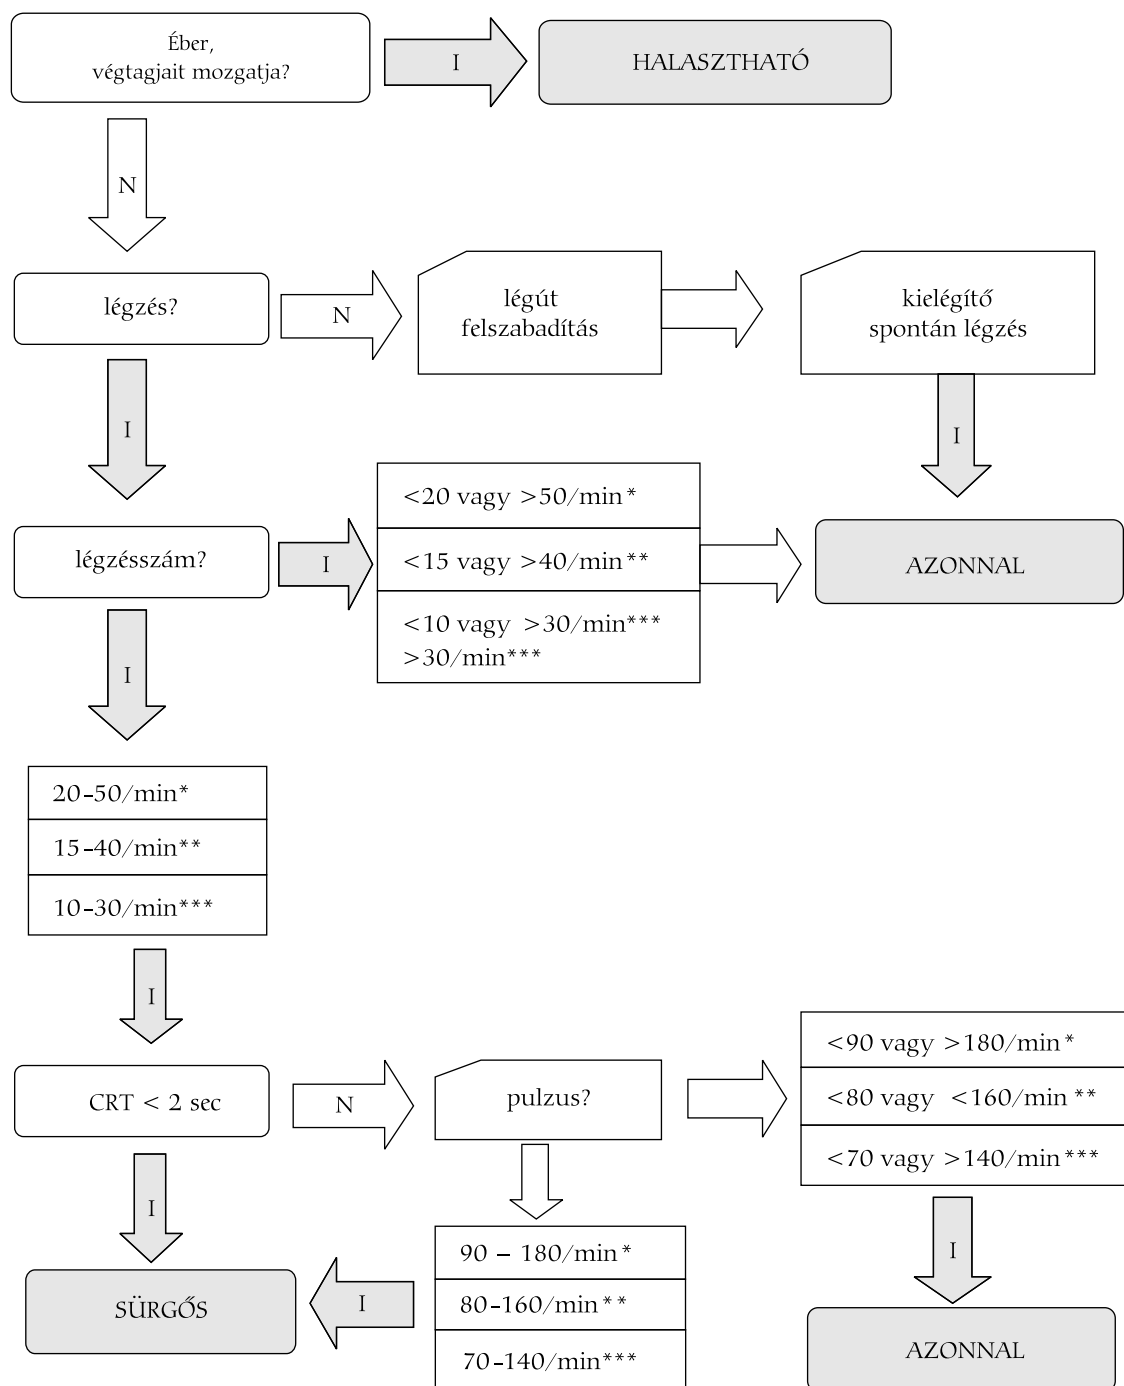 Éber,
végtagjait mozgatja?
I
HALASZTHATÓ
N
légzés?
N
légút
felszabadítás
kielégítő
spontán légzés
I
I
légzésszám?
I
<20 vagy >50/min*
<15 vagy >40/min**
<10 vagy >30/min***
>30/min***
AZONNAL
I
20-50/min*
15-40/min**
10-30/min***
I
CRT < 2 sec
N
pulzus?
<90 vagy >180/min*
<80 vagy <160/min**
<70 vagy >140/min***
I
I
90 – 180/min*
80-160/min**
70-140/min***
I
SÜRGŐS
AZONNAL